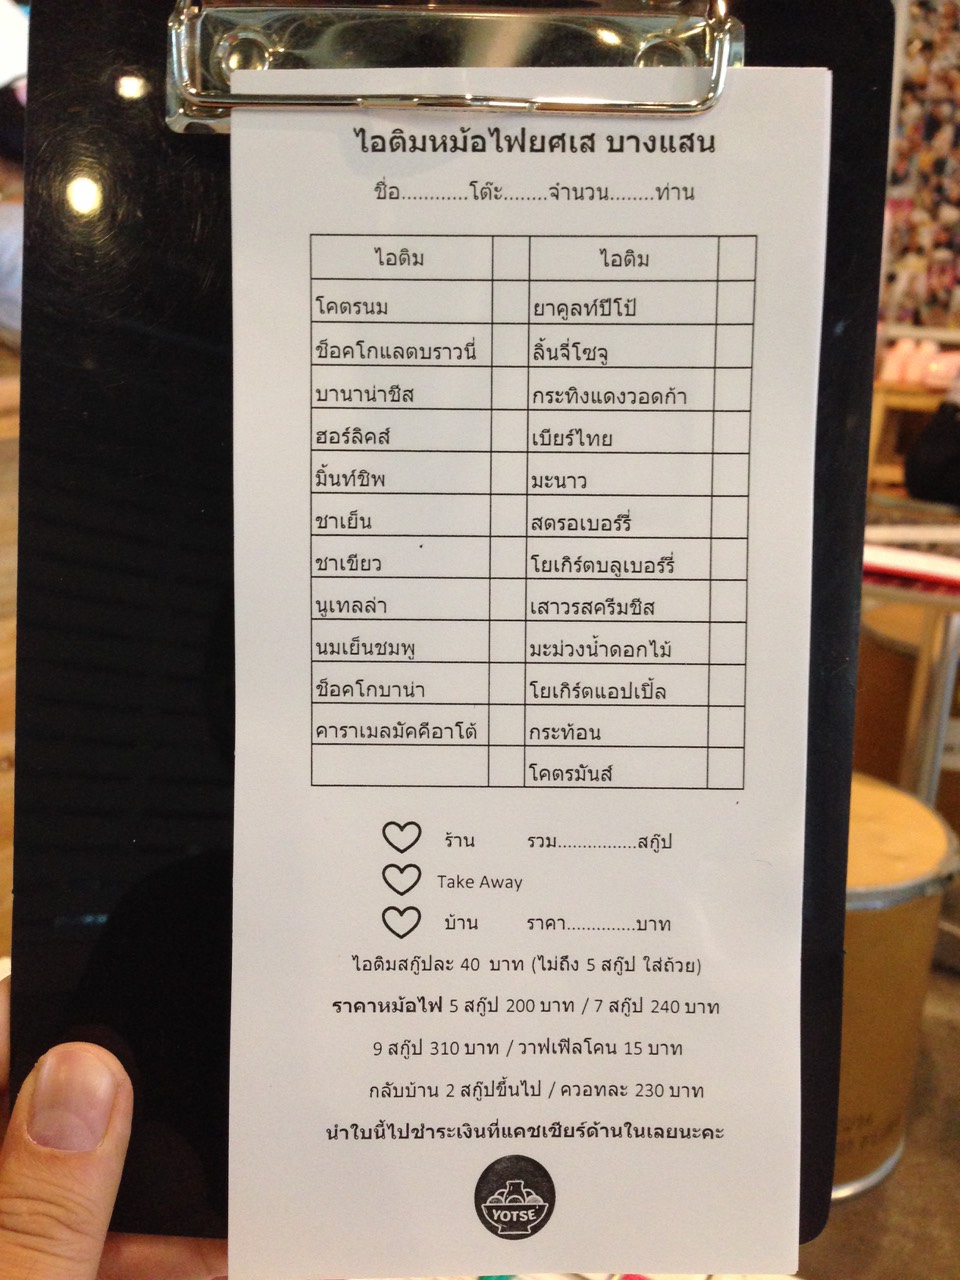 ไอติมหม้อไฟยศเส บางแสน
ชื่อ............โต๊ะ........จำนวน........ท่าน
ไอติม ไอติม
โคตรนม ยาคูลท์ปีโป้
ช็อคโกแลตบราวนี่ ลิ้นจี่โซจู
บานาน่าชีส กระทิงแดงวอดก้า
ฮอร์ลิคส์ เบียร์ไทย
มิ้นท์ชิพ มะนาว
ชาเย็น สตรอเบอร์รี่
ชาเขียว โยเกิร์ตบลูเบอร์รี่
นูเทลล่า เสาวรสครีมชีส
นมเย็นชมพู มะม่วงน้ำดอกไม้
ช็อคโกบาน่า โยเกิร์ตแอปเปิ้ล
คาราเมลมัคคีอาโต้ กระท้อน
โคตรมันส์
ร้าน รวม................สกู๊ป
Take Away
บ้าน ราคา..............บาท
ไอติมสกู๊ปละ 40 บาท (ไม่ถึง 5 สกู๊ป ใส่ถ้วย)
ราคาหม้อไฟ 5 สกู๊ป 200 บาท / 7 สกู๊ป 240 บาท
9 สกู๊ป 310 บาท / วาฟเฟิลโคน 15 บาท
กลับบ้าน 2 สกู๊ปขึ้นไป / ควอทละ 230 บาท
นำใบนี้ไปชำระเงินที่แคชเชียร์ด้านในเลยนะคะ
YOTSE